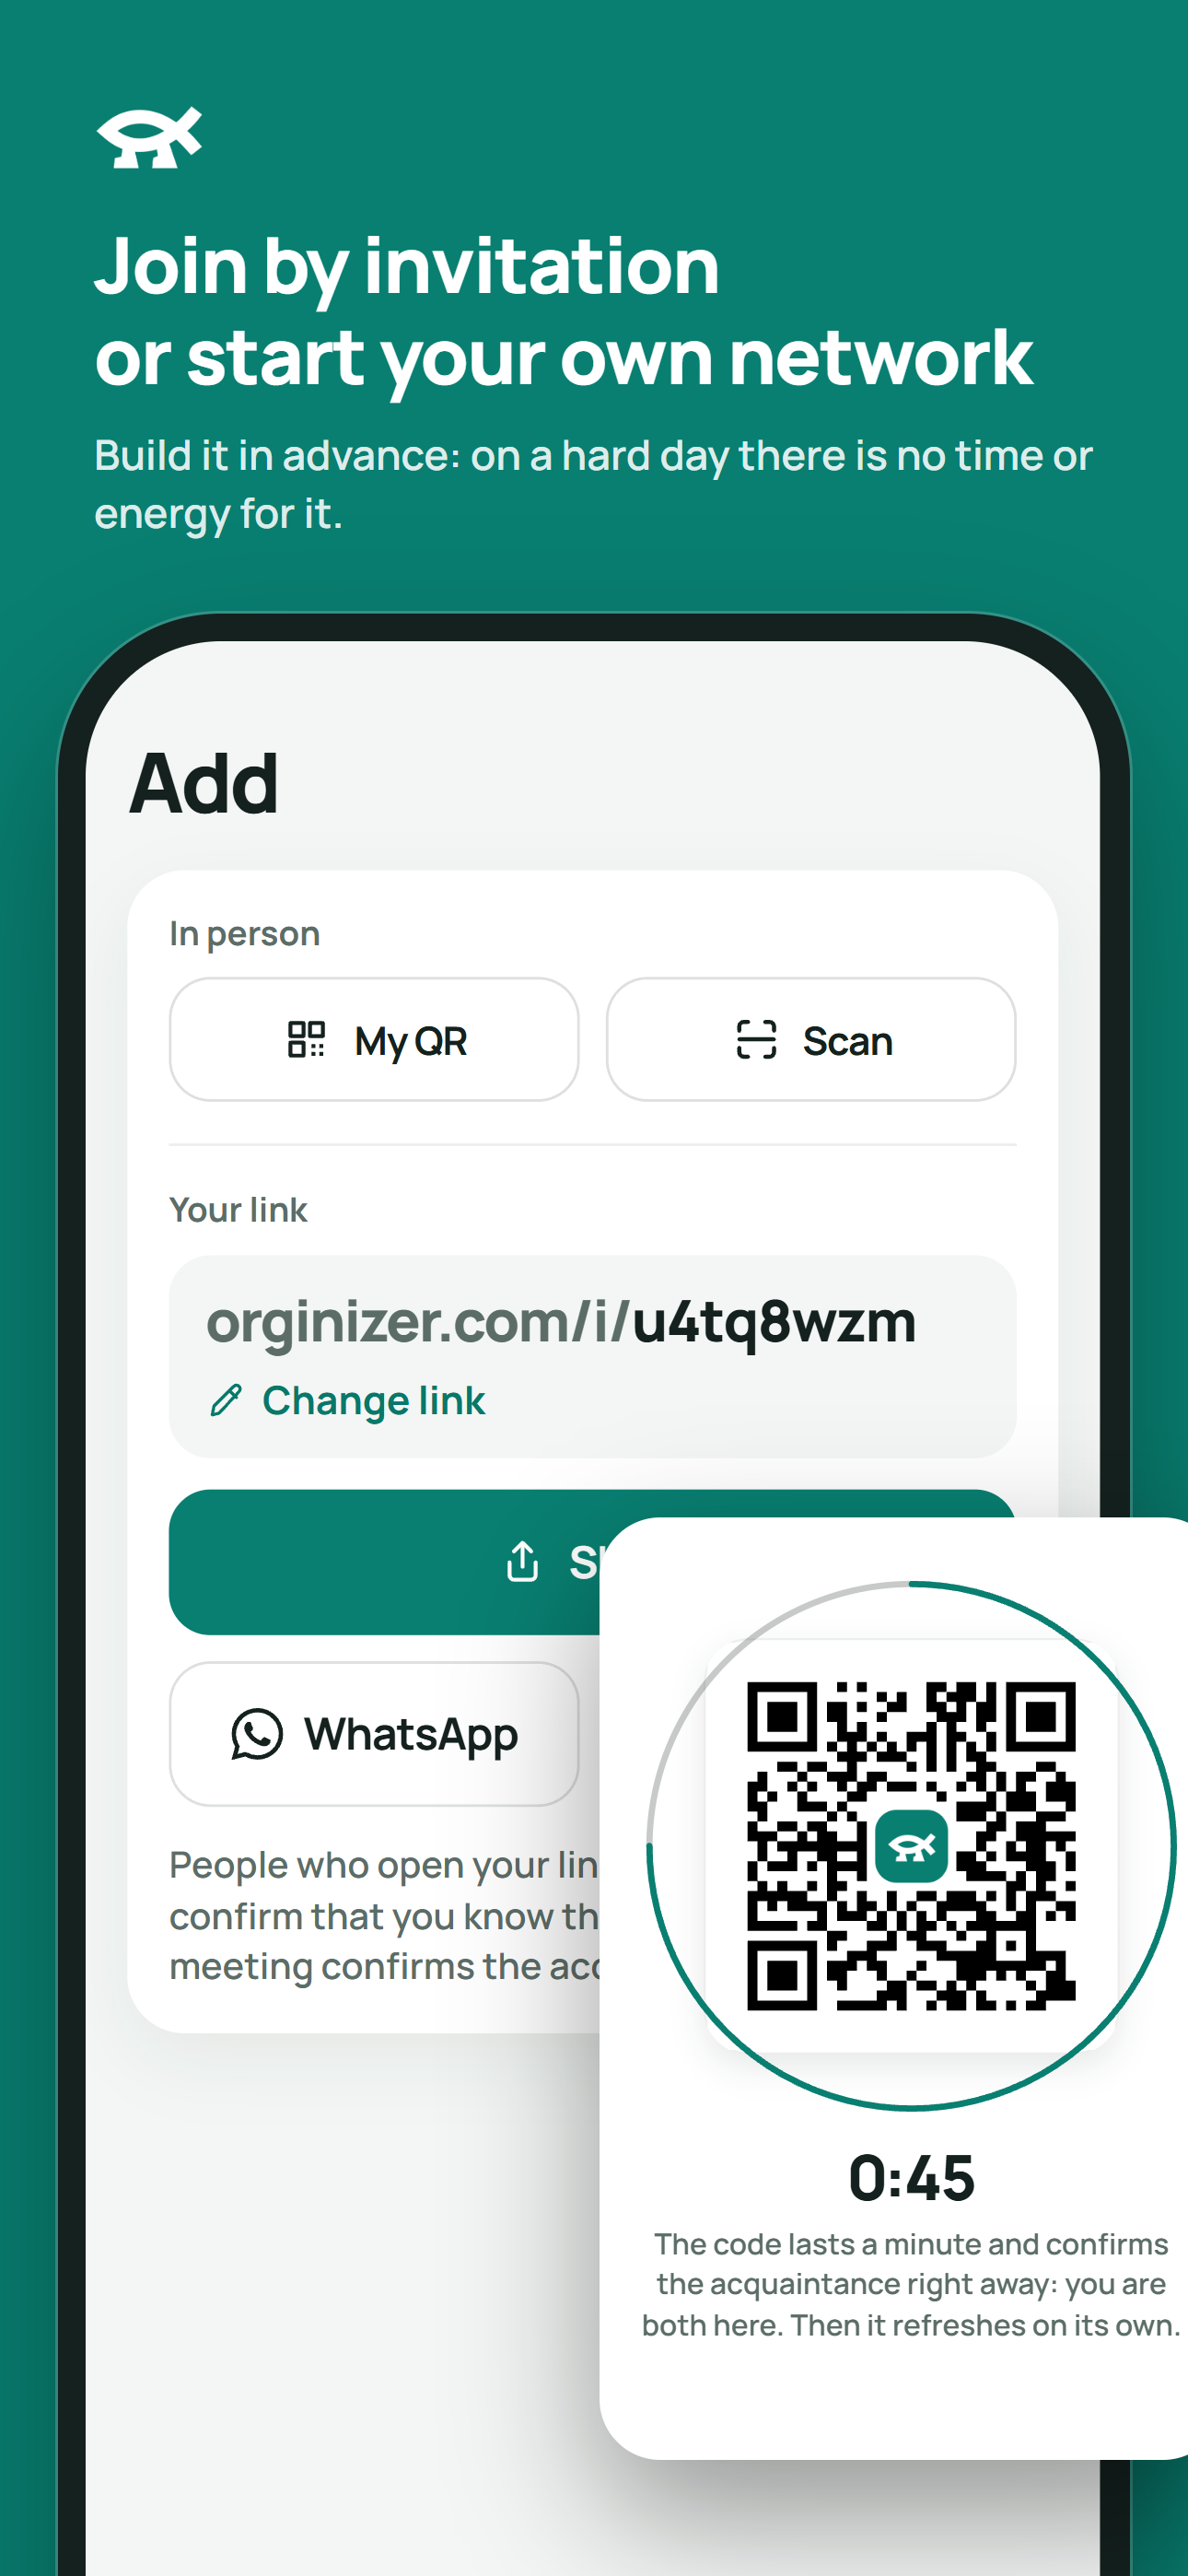 Join by invitation
or start your own network
Build it in advance: on a hard day there is no time or
energy for it.
Add
In person
My QR
Scan
Your link
orginizer.com/i/u4tq8wzm
Change link
WhatsApp
People who open your
confirm that you know
meeting confirms the
0:45
The code lasts a minute and confirms
the acquaintance right away: you are
both here. Then it refreshes on its own.